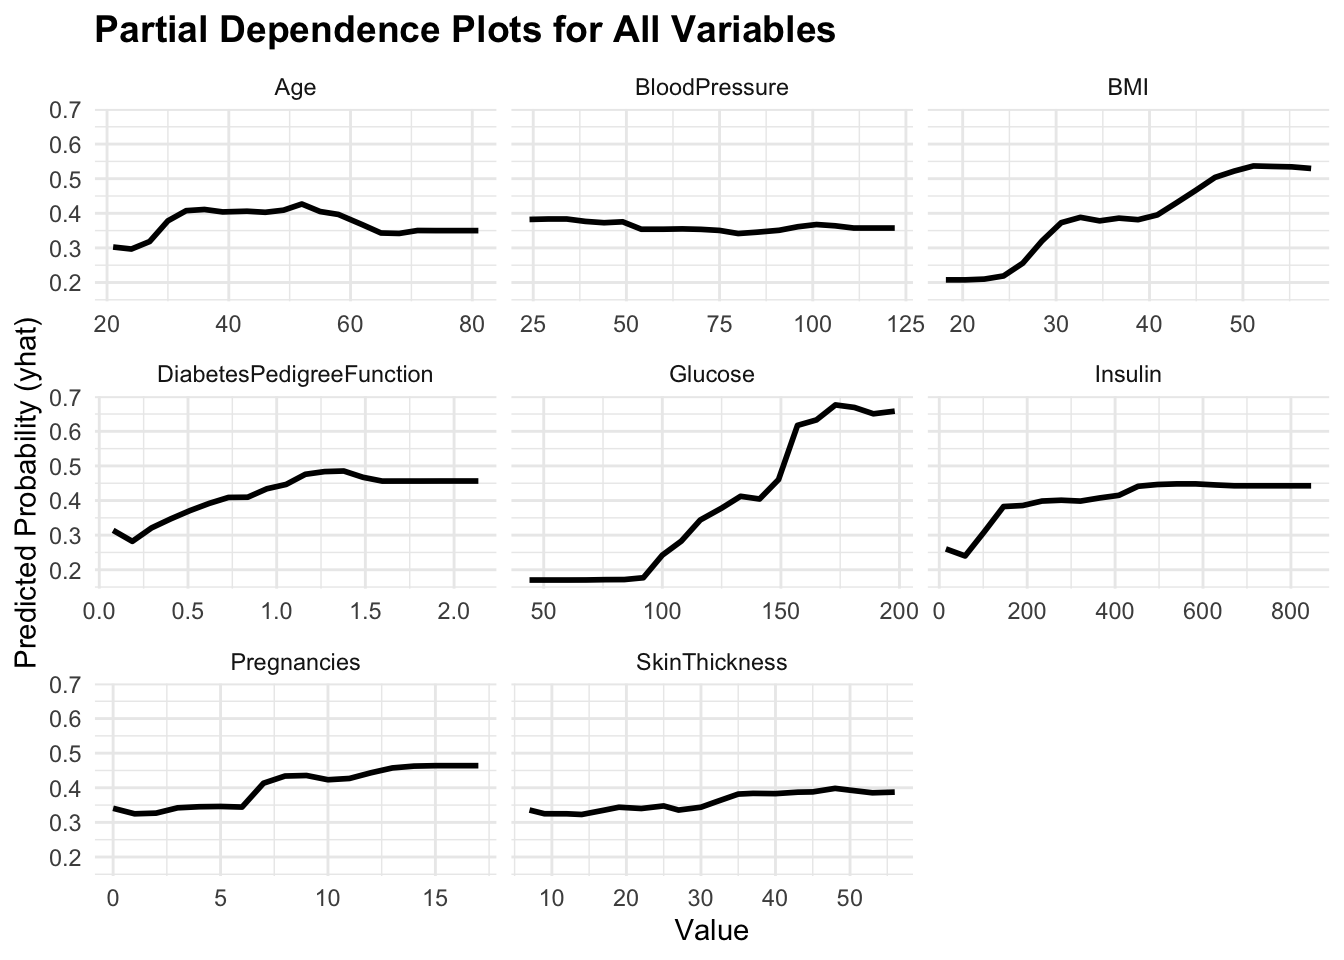 Partial Dependence Plots for All Variables
Age
BloodPressure
BMI
0.7
0.6
0.5
0.4
0.3
0.2
20 40 60 80
25 50 75 100 125
20 30 40 50
DiabetesPedigreeFunction
Glucose
Insulin
0.7
0.6
0.5
0.4
0.3
0.2
0.0 0.5 1.0 1.5 2.0
50 100 150 200
0 200 400 600 800
Pregnancies
SkinThickness
0.7
0.6
0.5
0.4
0.3
0.2
0 5 10 15
10 20 30 40 50
Predicted Probability (yhat)
Value